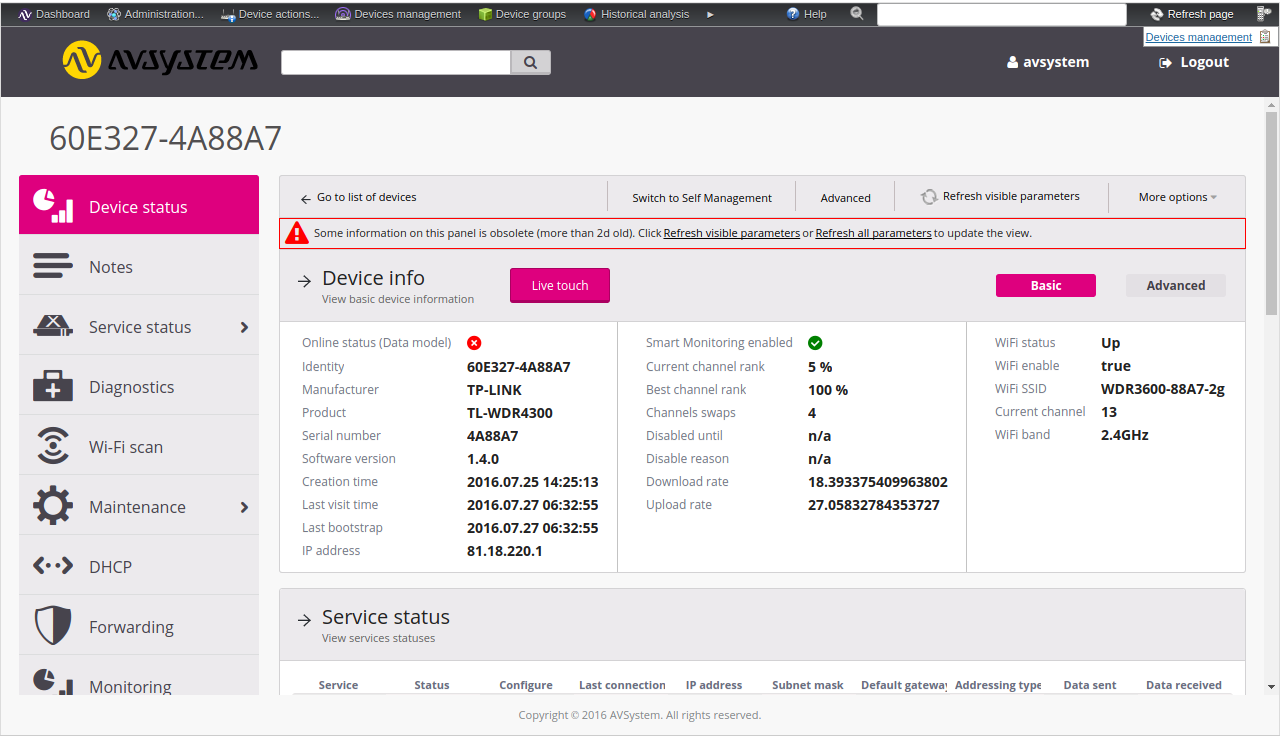 Dashboard Administration... Device actions... Devices management Device groups Historical analysis Help Refresh page
Devices management
AVSYSTEM avsystem Logout
60E327-4A88A7
Device status
Notes
Service status
Diagnostics
Wi-Fi scan
Maintenance
DHCP
Forwarding
Monitoring
Go to list of devices Switch to Self Management Advanced Refresh visible parameters More options
Some information on this panel is obsolete (more than 2d old). Click Refresh visible parameters or Refresh all parameters to update the view.
Device info Live touch Basic Advanced
View basic device information
Online status (Data model)
Identity 60E327-4A88A7
Manufacturer TP-LINK
Product TL-WDR4300
Serial number 4A88A7
Software version 1.4.0
Creation time 2016.07.25 14:25:13
Last visit time 2016.07.27 06:32:55
Last bootstrap 2016.07.27 06:32:55
IP address 81.18.220.1
Smart Monitoring enabled
Current channel rank 5 %
Best channel rank 100 %
Channels swaps 4
Disabled until n/a
Disable reason n/a
Download rate 18.393375409963802
Upload rate 27.05832784353727
WiFi status Up
WiFi enable true
WiFi SSID WDR3600-88A7-2g
Current channel 13
WiFi band 2.4GHz
Service status
View services statuses
Service Status Configure Last connection IP address Subnet mask Default gateway Addressing type Data sent Data received
Copyright © 2016 AVSystem. All rights reserved.